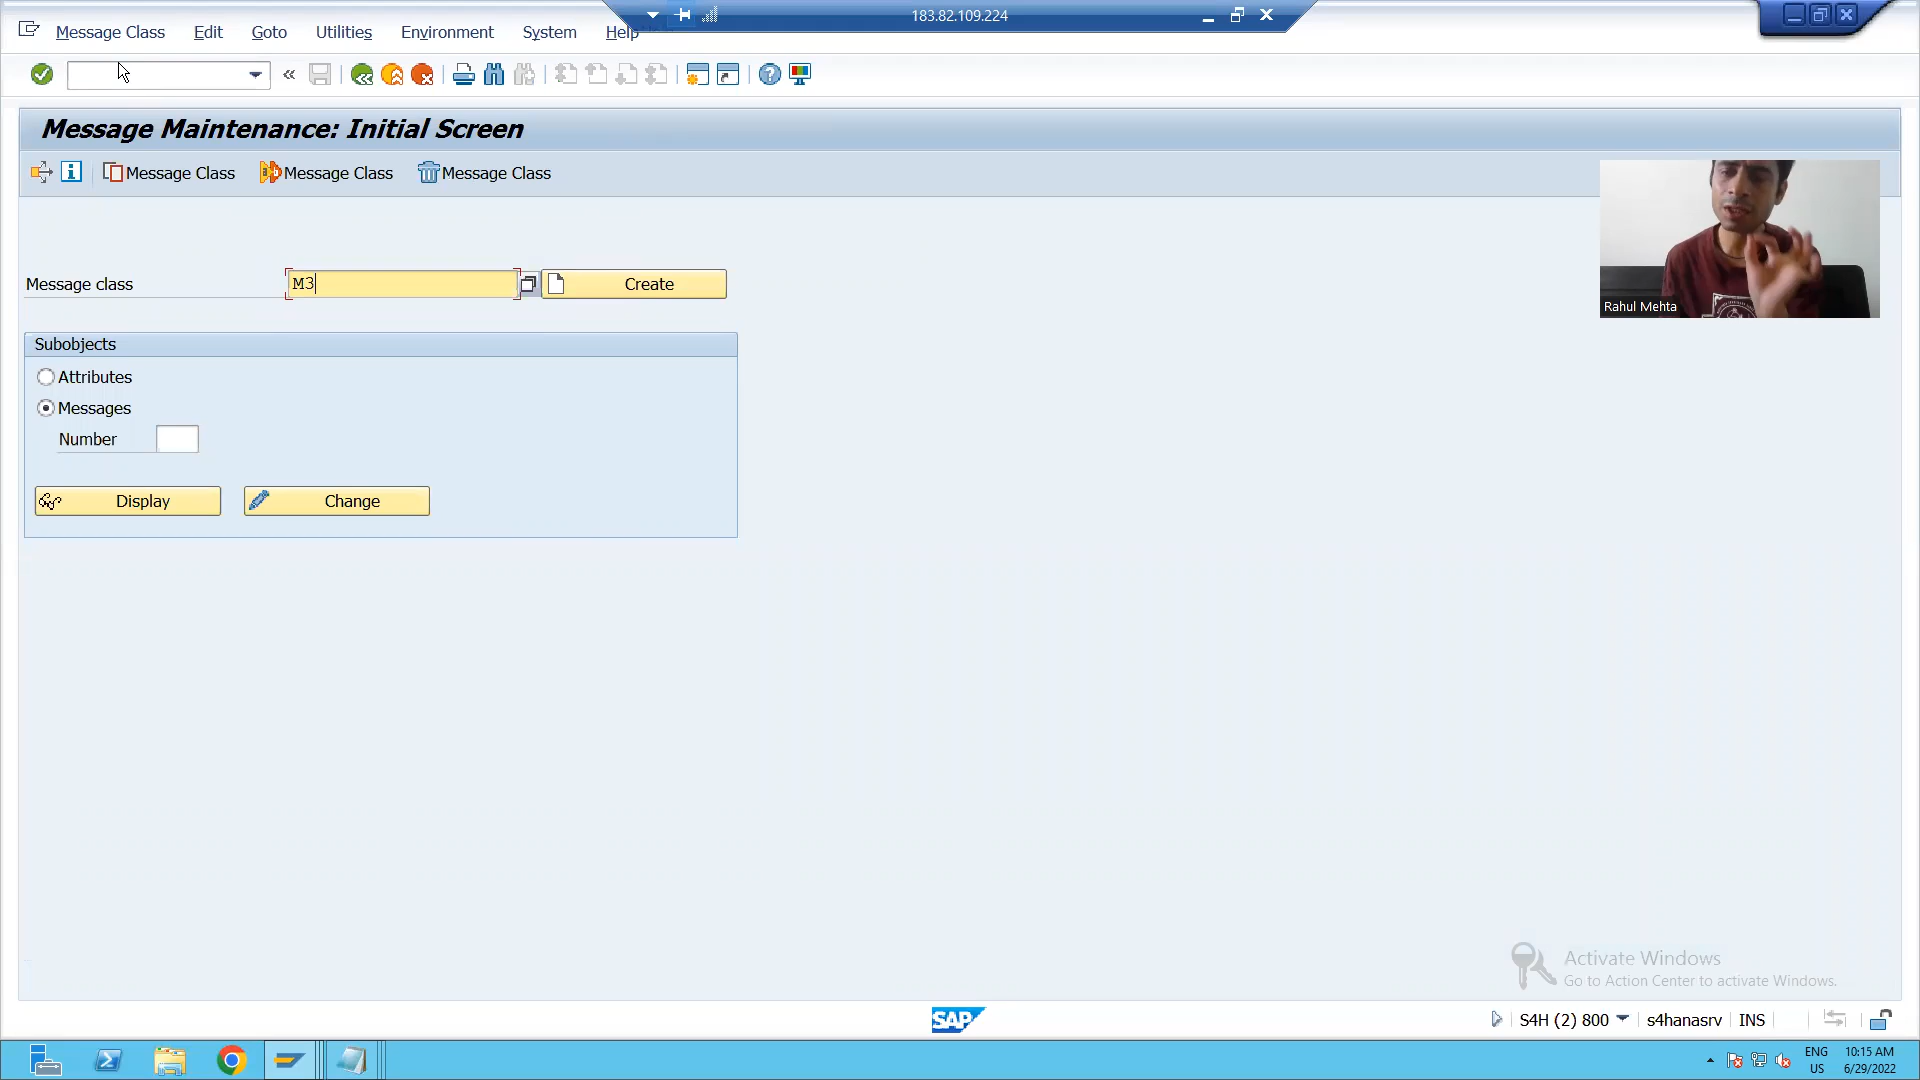 183.82.109.224
Message Class Edit Goto Utilities Environment System Help
Message Maintenance: Initial Screen
Message Class Message Class Message Class
Message class M3 Create
Rahul Mehta
Subobjects
Attributes
Messages
Number
Display Change
Activate Windows
Go to Action Center to activate Windows.
SAP S4H (2) 800 s4hanasrv INS
ENG 10:15 AM
US 6/29/2022